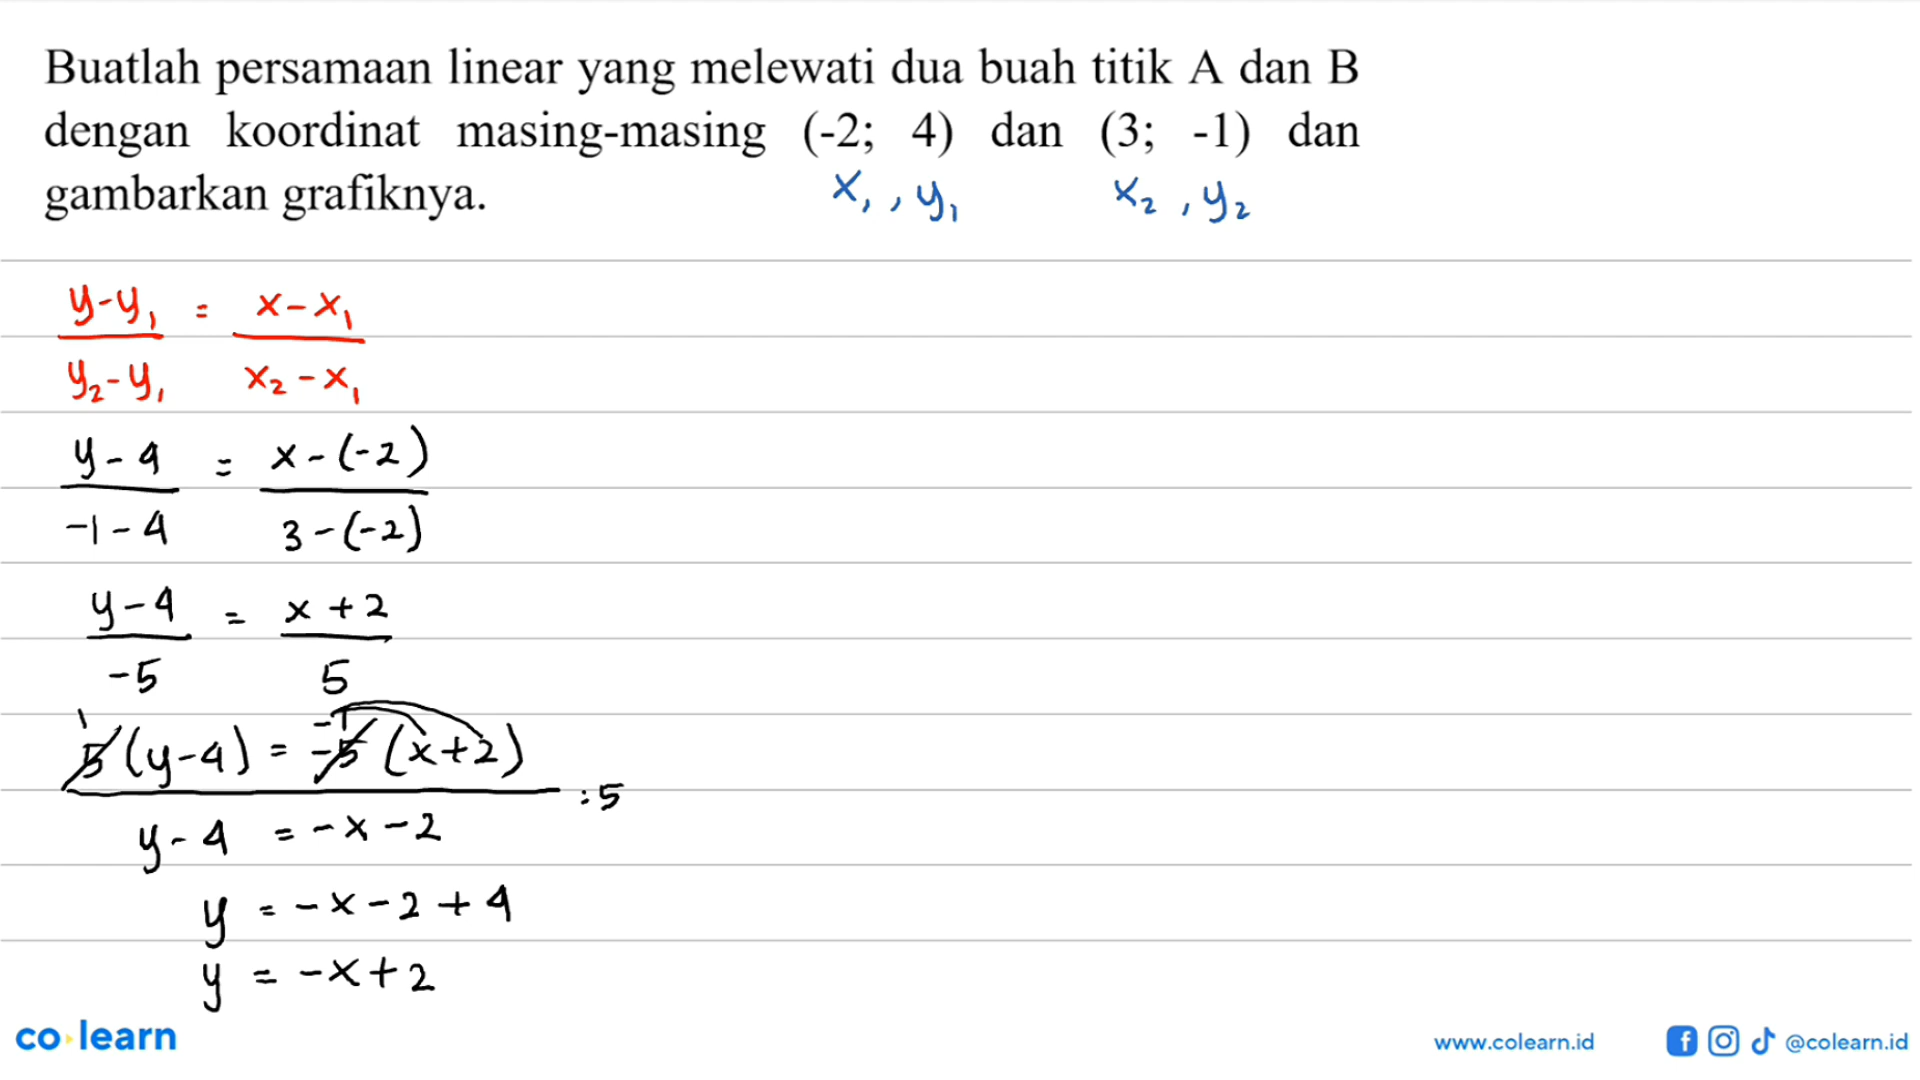 Buatlah persamaan linear yang melewati dua buah titik A dan B
dengan koordinat masing-masing (-2; 4) dan (3; -1) dan
gambarkan grafiknya.
x₁ , y₁ x₂ , y₂
y-y₁ = x-x₁
y₂-y₁ x₂-x₁
y-4 = x-(-2)
-1-4 3-(-2)
y-4 = x+2
-5 5
1 -1
5(y-4) = -5(x+2)
:5
y-4 = -x-2
y = -x-2+4
y = -x+2
co learn
www.colearn.id @colearn.id